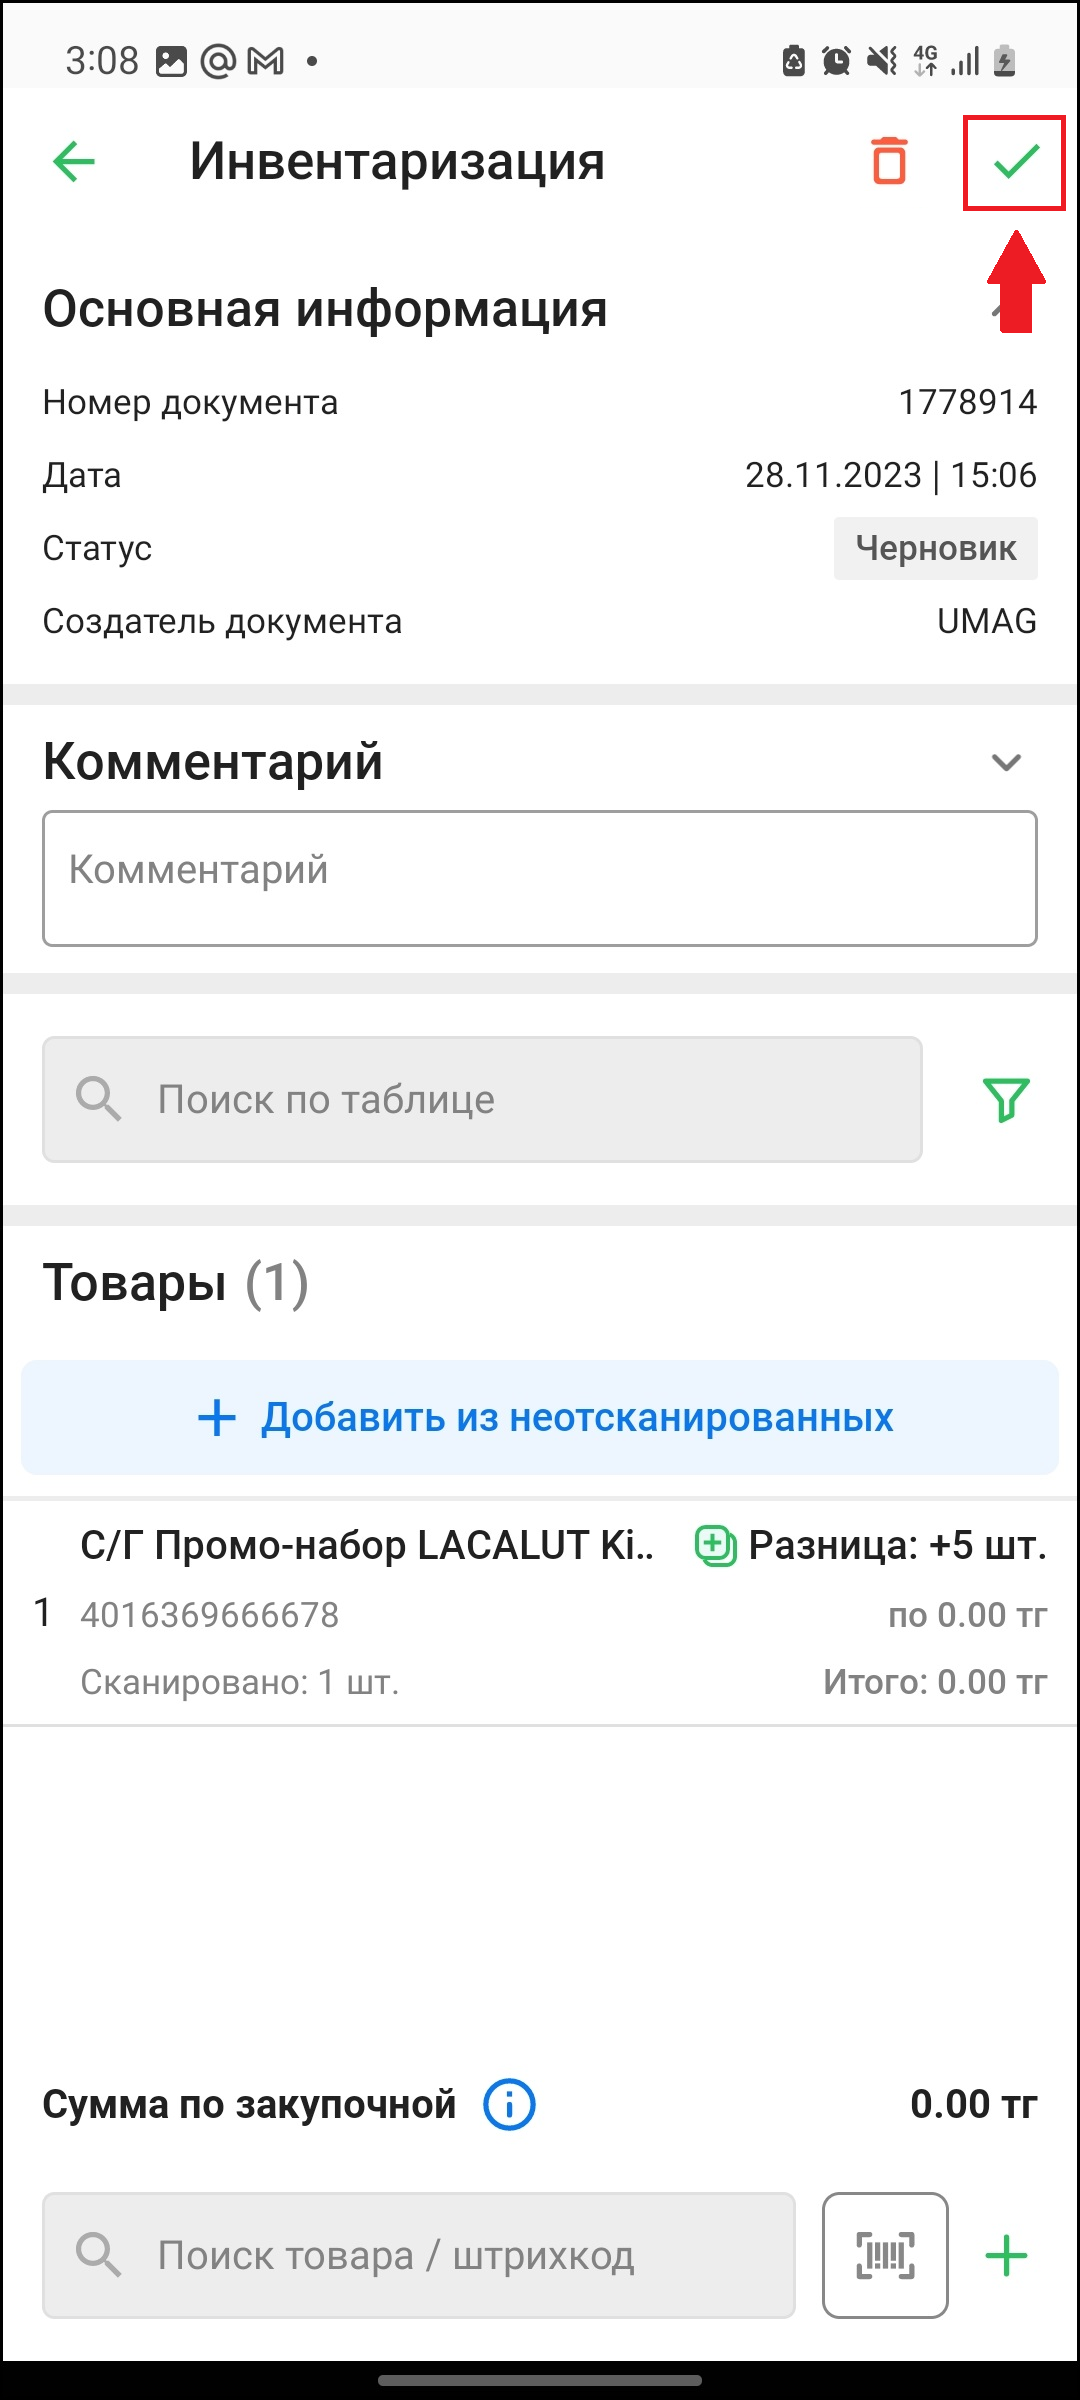 3:08
4G
Инвентаризация
Основная информация
Номер документа 1778914
Дата 28.11.2023 | 15:06
Статус Черновик
Создатель документа UMAG
Комментарий
Комментарий
Поиск по таблице
Товары (1)
+ Добавить из неотсканированных
С/Г Промо-набор LACALUT Ki.. Разница: +5 шт.
1 4016369666678 по 0.00 тг
Сканировано: 1 шт. Итого: 0.00 тг
Сумма по закупочной 0.00 тг
Поиск товара / штрихкод